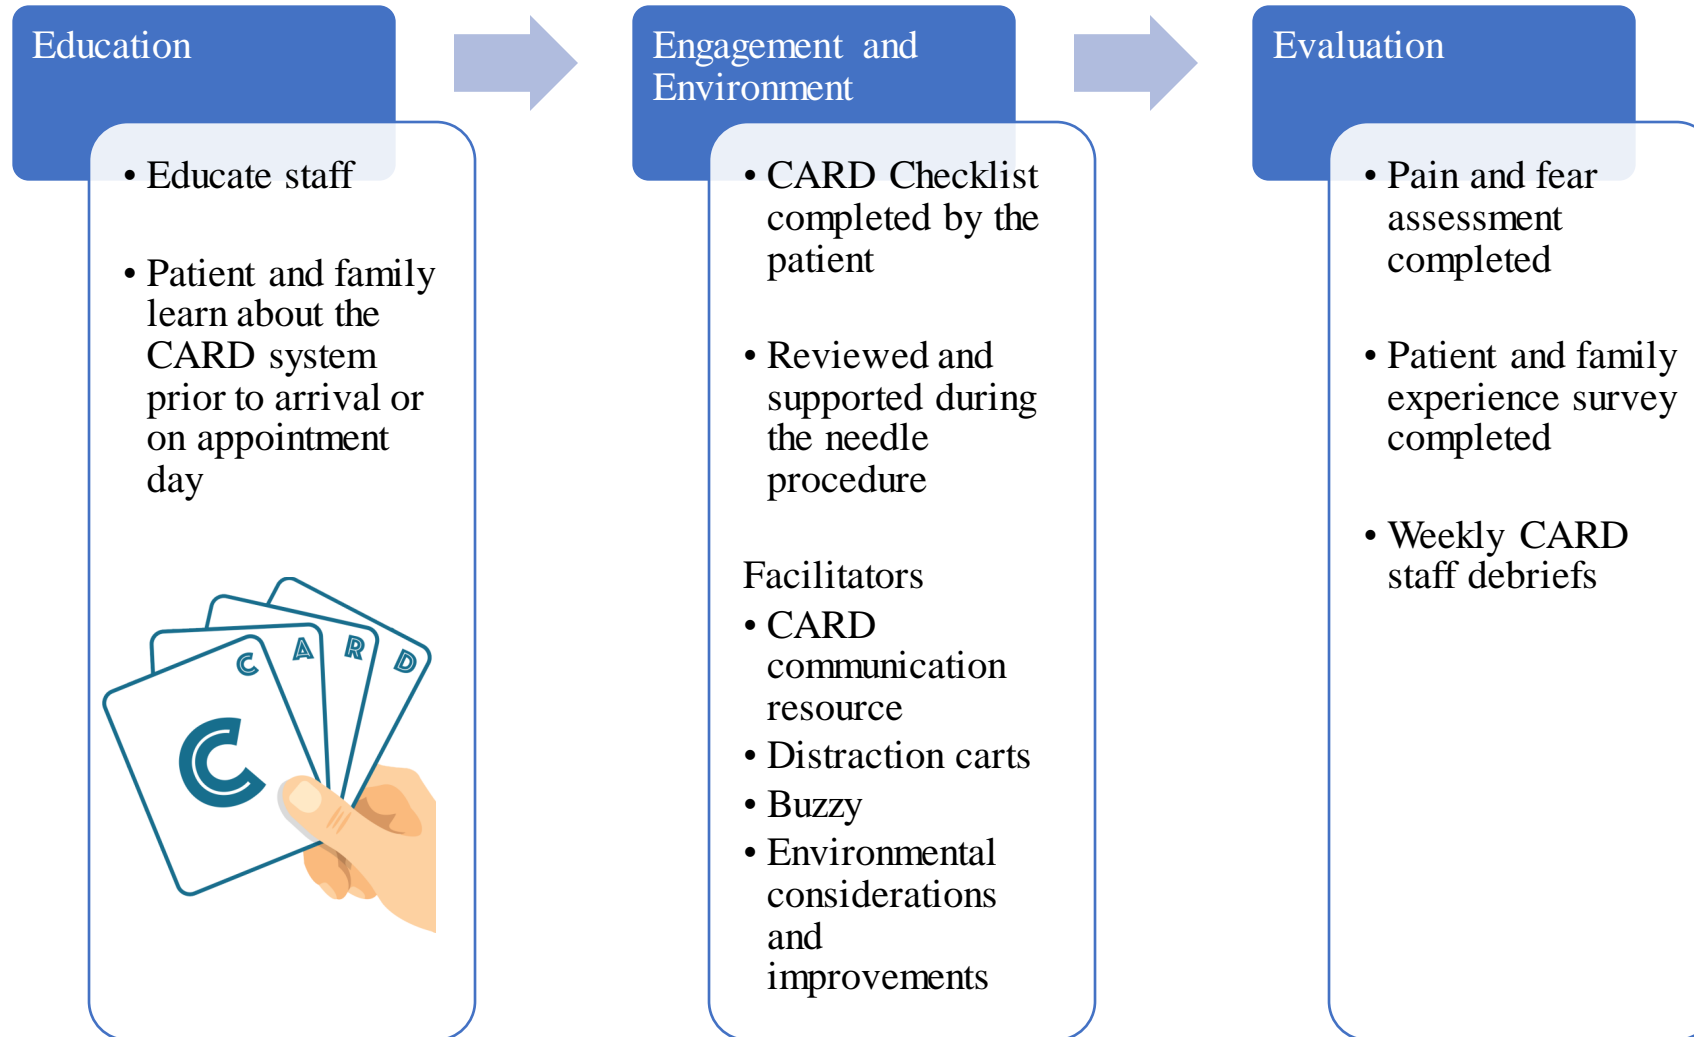 Education
• Educate staff
• Patient and family
learn about the
CARD system
prior to arrival or
on appointment
day
C
A
R
D
C
Engagement and
Environment
• CARD Checklist
completed by the
patient
• Reviewed and
supported during
the needle
procedure
Facilitators
• CARD
communication
resource
• Distraction carts
• Buzzy
• Environmental
considerations
and
improvements
Evaluation
• Pain and fear
assessment
completed
• Patient and family
experience survey
completed
• Weekly CARD
staff debriefs